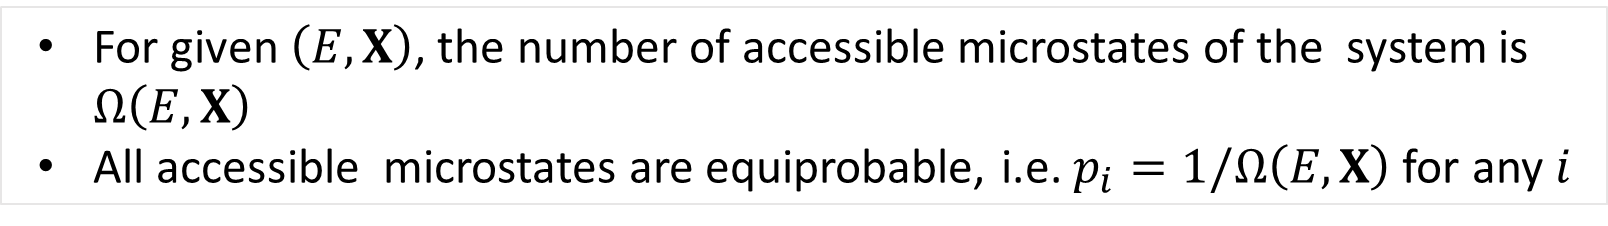 • For given (E, X), the number of accessible microstates of the system is
Ω(E, X)
• All accessible microstates are equiprobable, i.e. pᵢ = 1/Ω(E, X) for any i